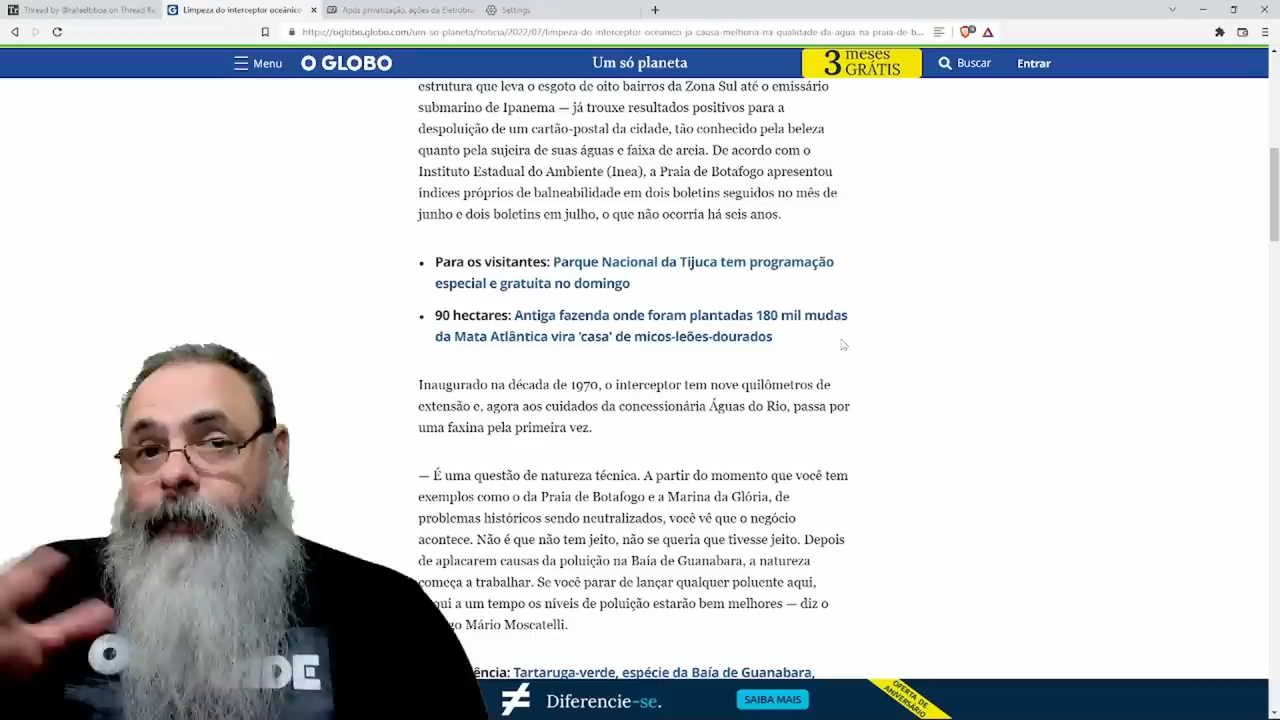 Thread by @rafaelbboa on Thread Re
Limpeza do interceptor oceânico
Após privatização, ações da Eletrobra
Settings
https://oglobo.globo.com/um-so-planeta/noticia/2022/07/limpeza-do-interceptor-oceanico-ja-causa-melhoria-na-qualidade-da-agua-na-praia-de-b...
Menu
O GLOBO
Um só planeta
3 meses GRÁTIS
Buscar
Entrar
estrutura que leva o esgoto de oito bairros da Zona Sul até o emissário
submarino de Ipanema — já trouxe resultados positivos para a
despoluição de um cartão-postal da cidade, tão conhecido pela beleza
quanto pela sujeira de suas águas e faixa de areia. De acordo com o
Instituto Estadual do Ambiente (Inea), a Praia de Botafogo apresentou
índices próprios de balneabilidade em dois boletins seguidos no mês de
junho e dois boletins em julho, o que não ocorria há seis anos.
• Para os visitantes: Parque Nacional da Tijuca tem programação
especial e gratuita no domingo
• 90 hectares: Antiga fazenda onde foram plantadas 180 mil mudas
da Mata Atlântica vira 'casa' de micos-leões-dourados
Inaugurado na década de 1970, o interceptor tem nove quilômetros de
extensão e, agora aos cuidados da concessionária Águas do Rio, passa por
uma faxina pela primeira vez.
— É uma questão de natureza técnica. A partir do momento que você tem
exemplos como o da Praia de Botafogo e a Marina da Glória, de
problemas históricos sendo neutralizados, você vê que o negócio
acontece. Não é que não tem jeito, não se queria que tivesse jeito. Depois
de aplacarem causas da poluição na Baía de Guanabara, a natureza
começa a trabalhar. Se você parar de lançar qualquer poluente aqui,
a um tempo os níveis de poluição estarão bem melhores — diz o
Mário Moscatelli.
Tartaruga-verde, espécie da Baía de Guanabara,
Diferencie-se.
SAIBA MAIS
OFERTA DE
ANIVERSÁRIO